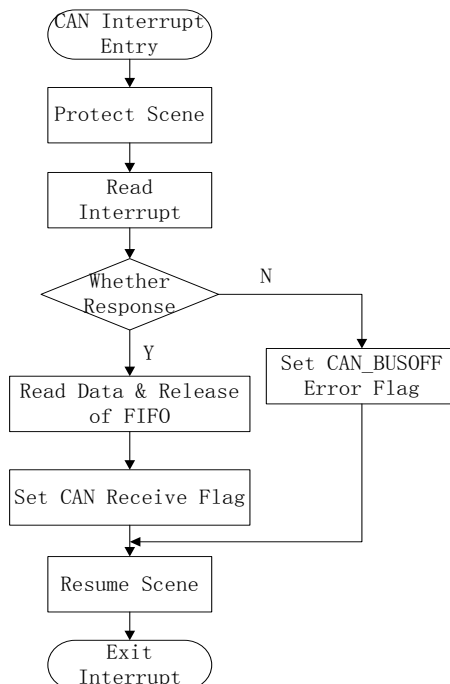 CAN Interrupt
Entry
Protect Scene
Read
Interrupt
Whether
Response
N
Y
Set CAN_BUSOFF
Error Flag
Read Data & Release
of FIFO
Set CAN Receive Flag
Resume Scene
Exit
Interrupt